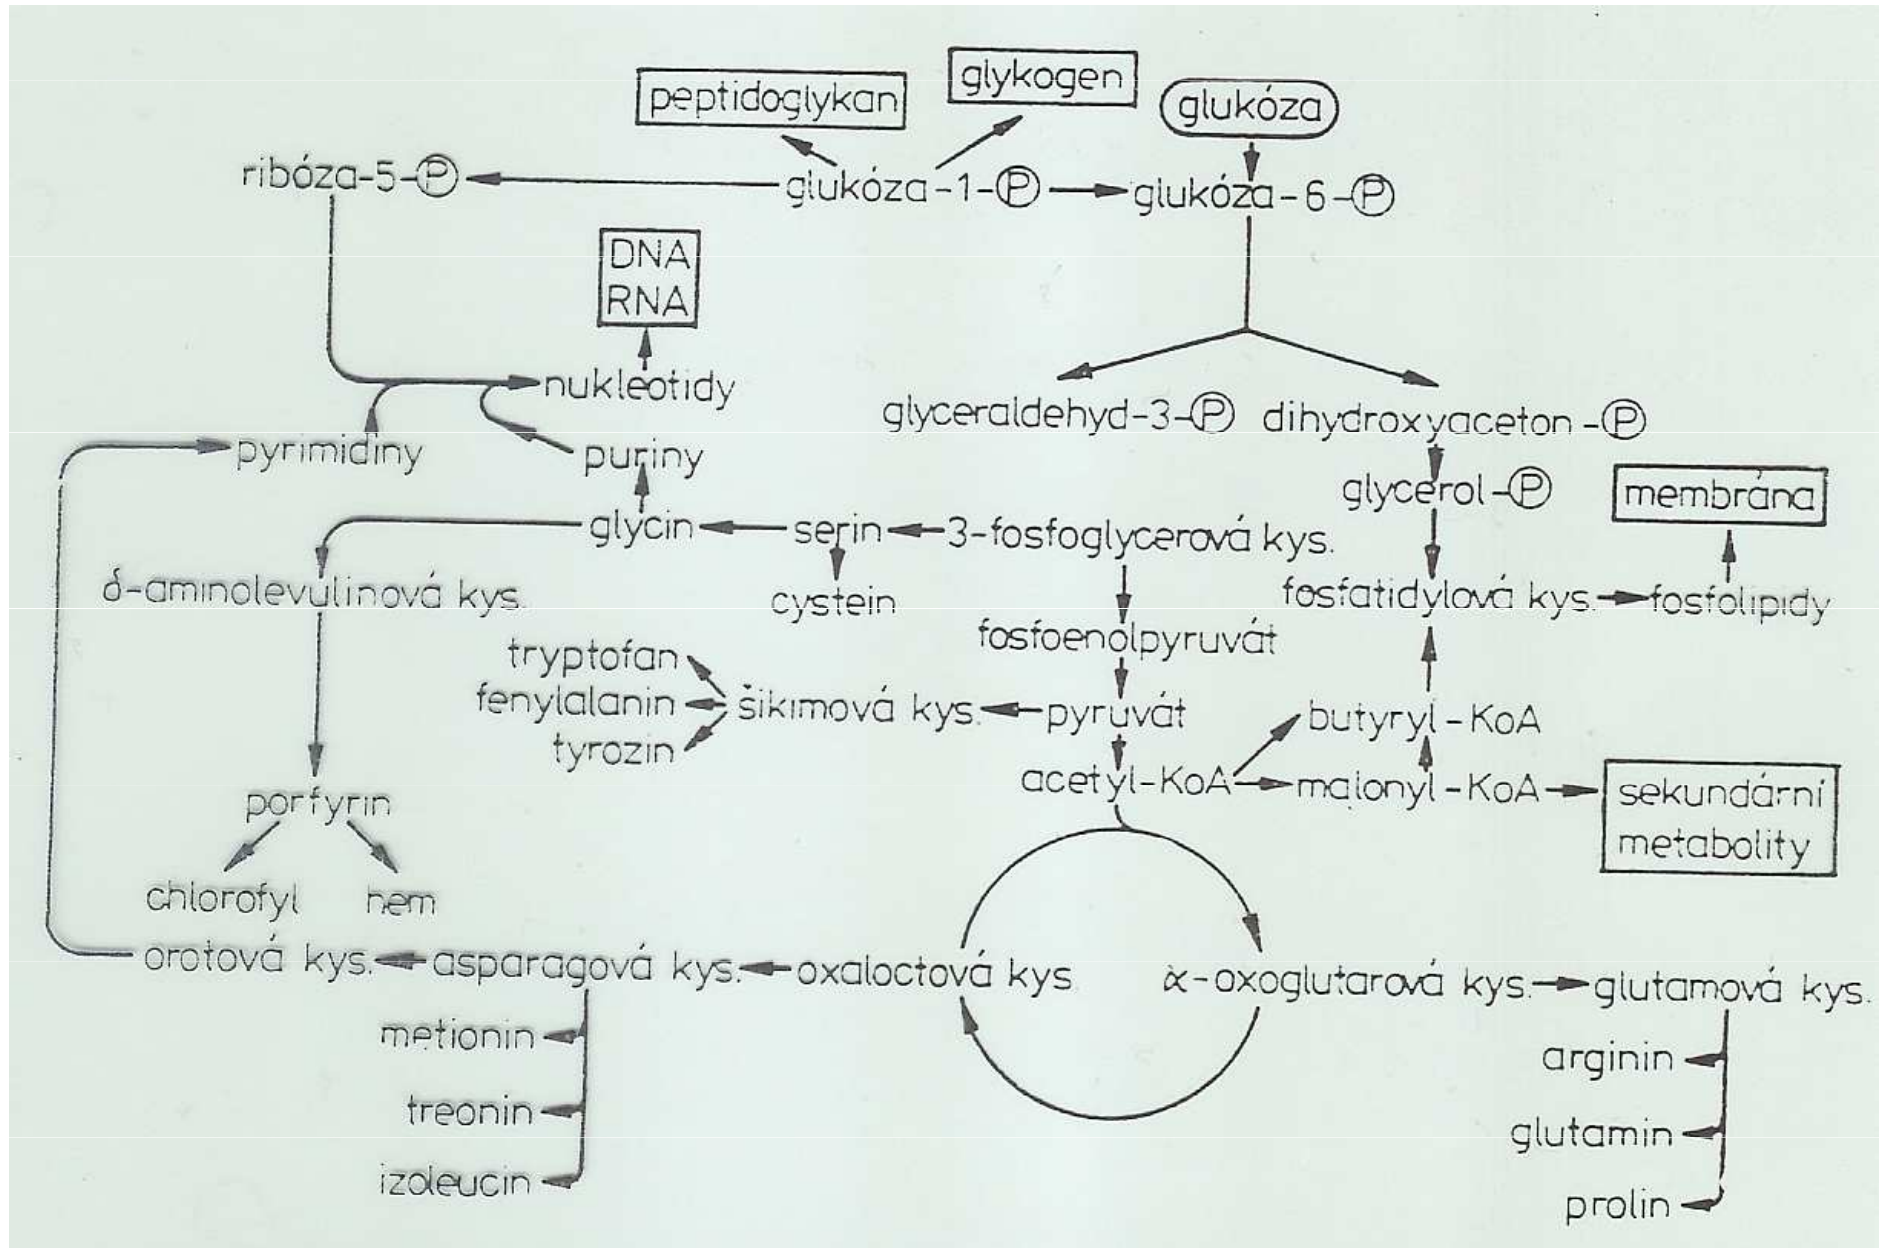 peptidoglykan
glykogen
glukóza
ribóza-5-P
glukóza-1-P
glukóza-6-P
DNA
RNA
nukleotidy
glyceraldehyd-3-P
dihydroxyaceton-P
pyrimidiny
puriny
glycerol-P
membrána
glycin
serin
3-fosfoglycerová kys.
δ-aminolevulinová kys.
cystein
fosfatidylová kys.
fosfolipidy
fosfoenolpyruvát
tryptofan
fenylalanin
tyrozin
šikimová kys.
pyruvát
butyryl-KoA
acetyl-KoA
malonyl-KoA
sekundární
metabolity
porfyrin
chlorofyl
hem
orotová kys.
asparagová kys.
oxaloctová kys
α-oxoglutarová kys.
glutamová kys.
metionin
treonin
izoleucin
arginin
glutamin
prolin